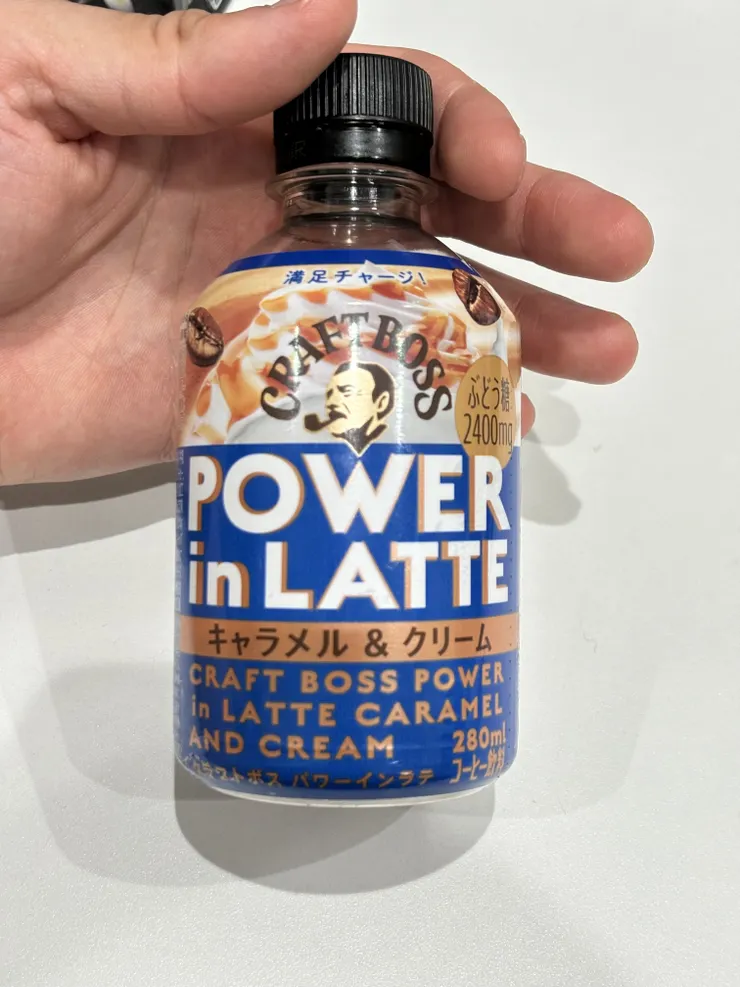 満足チャージ!
CRAFT BOSS
ぶどう糖
2400mg
POWER
in LATTE
キャラメル & クリーム
CRAFT BOSS POWER
in LATTE CARAMEL
AND CREAM
280ml
クラフトボス パワーインラテ
コーヒー飲料